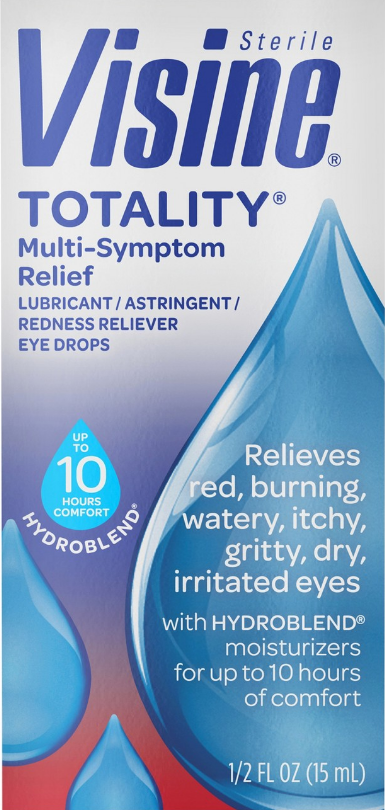 Sterile
Visine®
TOTALITY®
Multi-Symptom
Relief
LUBRICANT / ASTRINGENT /
REDNESS RELIEVER
EYE DROPS
UP
TO
10
HOURS
COMFORT
HYDROBLEND®
Relieves
red, burning,
watery, itchy,
gritty, dry,
irritated eyes
with HYDROBLEND®
moisturizers
for up to 10 hours
of comfort
1/2 FL OZ (15 mL)